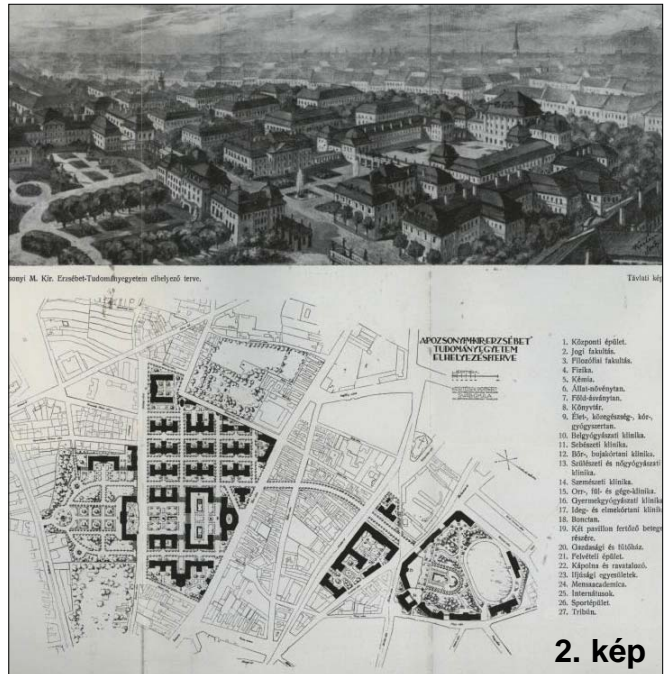 sonyi M. Kir. Erzsébet-Tudományegyetem elhelyező terve.
Távlati kép
A POZSONYI M. KIR. ERZSÉBET
TUDOMÁNYEGYETEM
ELHELYEZÉSI TERVE
1. Központi épület.
2. Jogi fakultás.
3. Filozófiai fakultás.
4. Fizika.
5. Kémia.
6. Állat-növénytan.
7. Föld-ásványtan.
8. Könyvtár.
9. Élet-, közegészség-, kór-,
gyógyszertan.
10. Belgyógyászati klinika.
11. Sebészeti klinika.
12. Bőr-, bujakórtani klinika.
13. Szülészeti és nőgyógyászati
klinika.
14. Szemészeti klinika.
15. Orr-, fül- és gége-klinika.
16. Gyermekgyógyászati klinika
17. Ideg- és elmekórtani klinik
18. Bonctan.
19. Két pavillon fertőző beteg
részére.
20. Gazdasági és fűtőház.
21. Felvételi épület.
22. Kápolna és ravatalozó.
23. Ifjúsági egyesületek.
24. Mensa academica.
25. Internátusok.
26. Sportépület.
27. Tribün.
2. kép